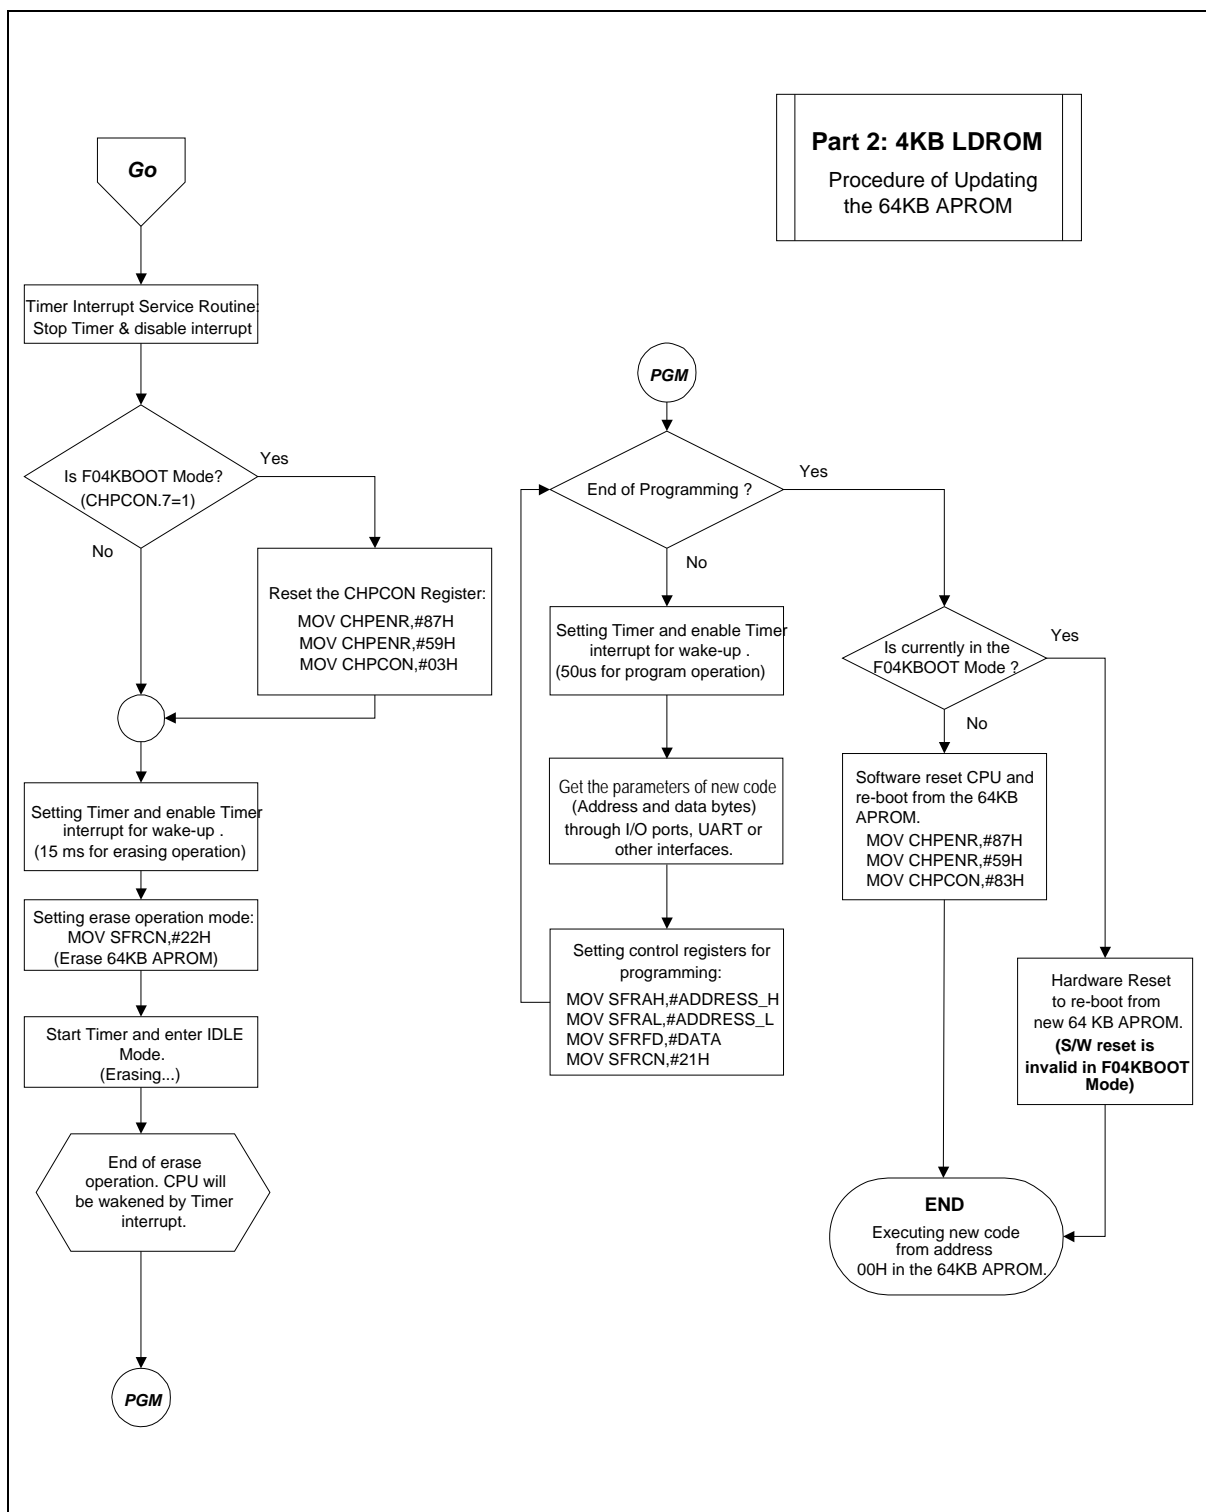 Part 2: 4KB LDROM
Procedure of Updating
the 64KB APROM
Go
Timer Interrupt Service Routine:
Stop Timer & disable interrupt
Is F04KBOOT Mode?
(CHPCON.7=1)
Yes
No
Reset the CHPCON Register:
MOV CHPENR,#87H
MOV CHPENR,#59H
MOV CHPCON,#03H
Setting Timer and enable Timer
interrupt for wake-up .
(15 ms for erasing operation)
Setting erase operation mode:
MOV SFRCN,#22H
(Erase 64KB APROM)
Start Timer and enter IDLE
Mode.
(Erasing...)
End of erase
operation. CPU will
be wakened by Timer
interrupt.
PGM
PGM
End of Programming ?
Yes
No
Setting Timer and enable Timer
interrupt for wake-up .
(50us for program operation)
Get the parameters of new code
(Address and data bytes)
through I/O ports, UART or
other interfaces.
Setting control registers for
programming:
MOV SFRAH,#ADDRESS_H
MOV SFRAL,#ADDRESS_L
MOV SFRFD,#DATA
MOV SFRCN,#21H
Is currently in the
F04KBOOT Mode ?
Yes
No
Software reset CPU and
re-boot from the 64KB
APROM.
MOV CHPENR,#87H
MOV CHPENR,#59H
MOV CHPCON,#83H
Hardware Reset
to re-boot from
new 64 KB APROM.
(S/W reset is
invalid in F04KBOOT
Mode)
END
Executing new code
from address
00H in the 64KB APROM.